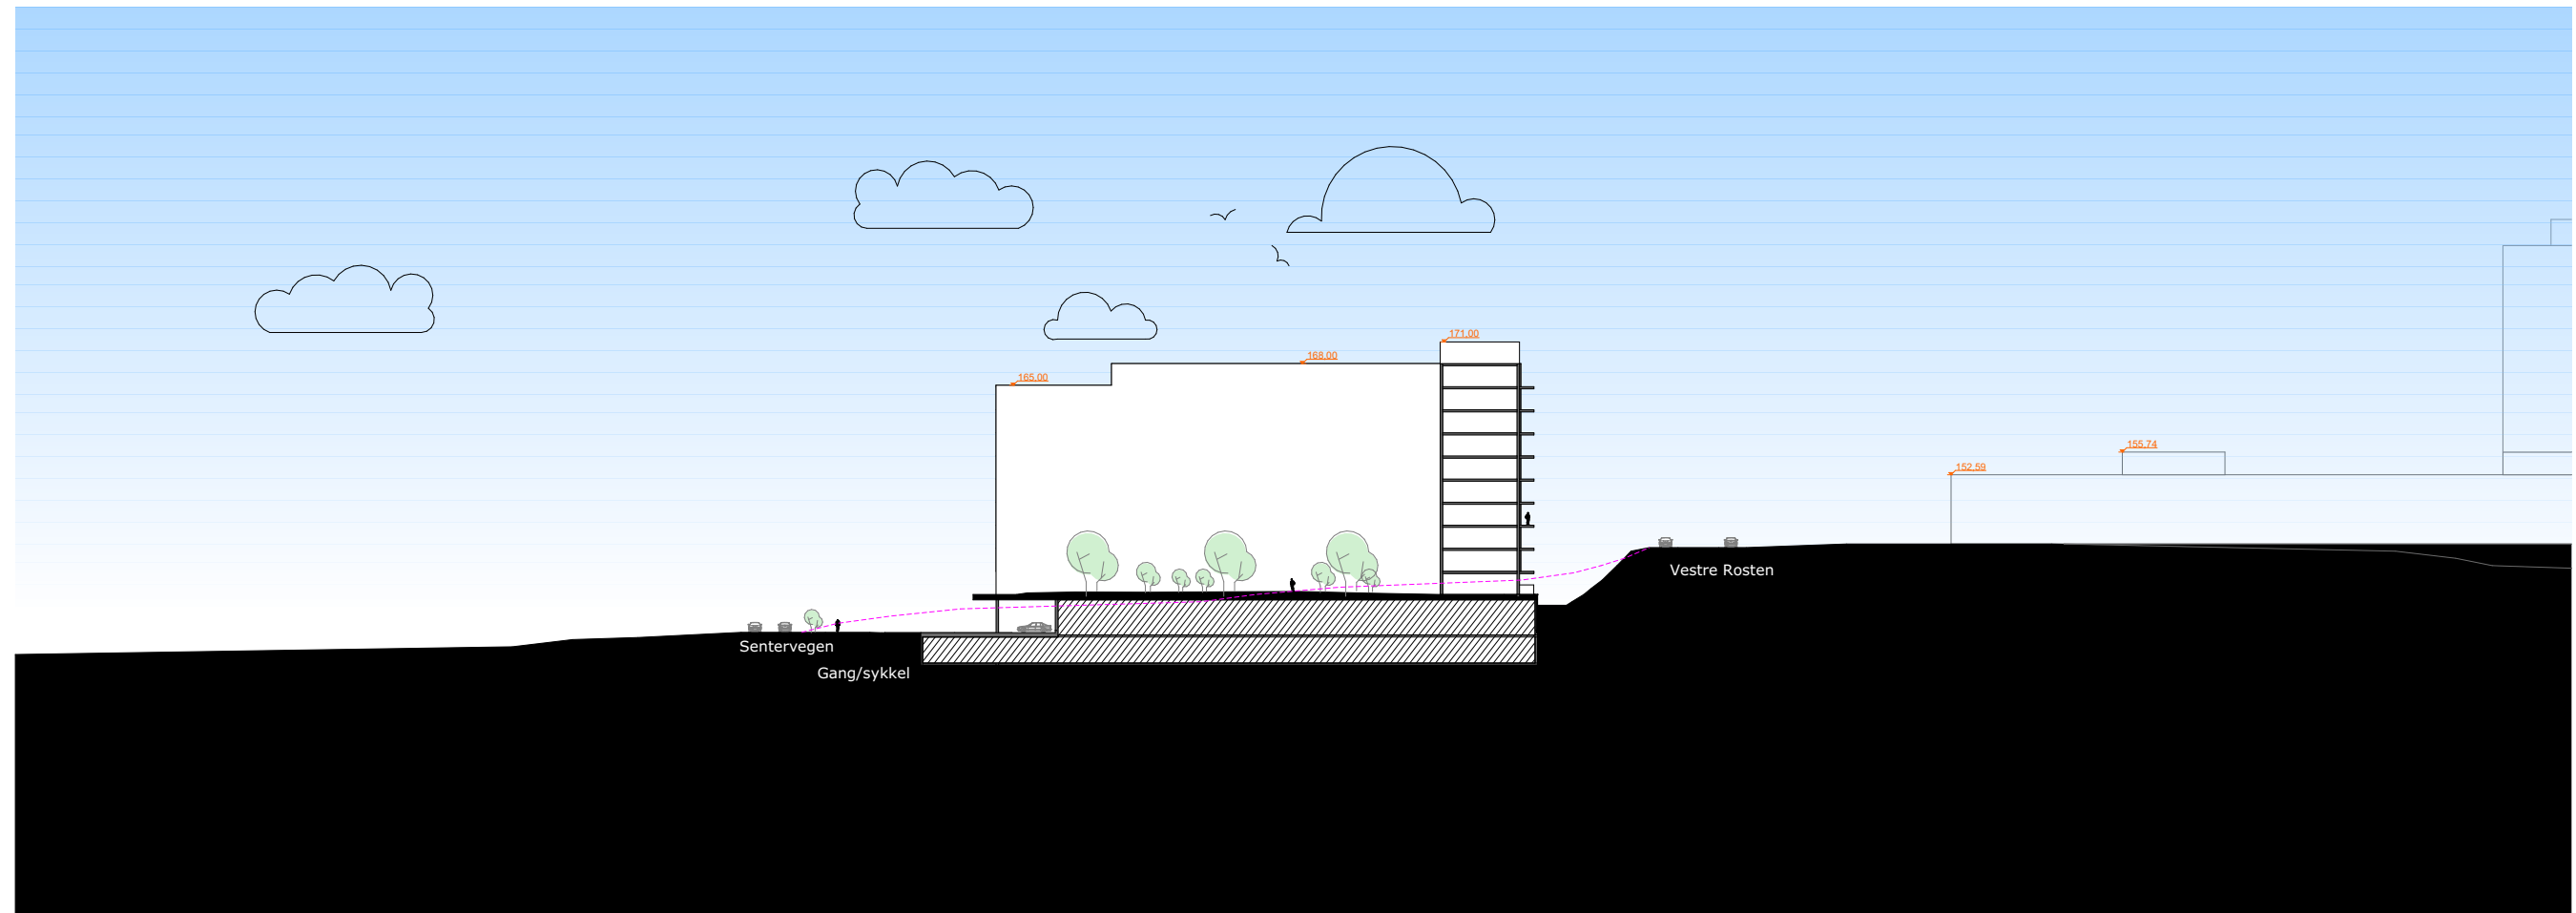 171,00
168,00
165,00
155,74
152,59
Vestre Rosten
Sentervegen
Gang/sykkel